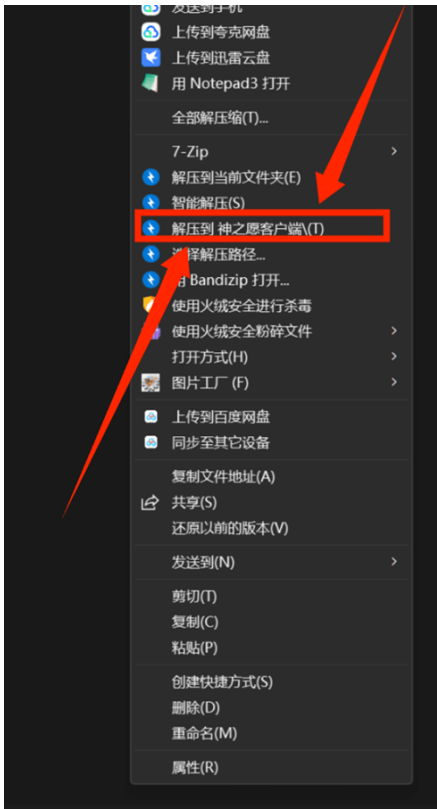 发送到手机
上传到夸克网盘
上传到迅雷云盘
用 Notepad3 打开
全部解压缩(T)...
7-Zip
解压到当前文件夹(E)
智能解压(S)
解压到 神之愿客户端\(T)
选择解压路径...
用 Bandizip 打开...
使用火绒安全进行杀毒
使用火绒安全粉碎文件
打开方式(H)
图片工厂 (F)
上传到百度网盘
同步至其它设备
复制文件地址(A)
共享(S)
还原以前的版本(V)
发送到(N)
剪切(T)
复制(C)
粘贴(P)
创建快捷方式(S)
删除(D)
重命名(M)
属性(R)